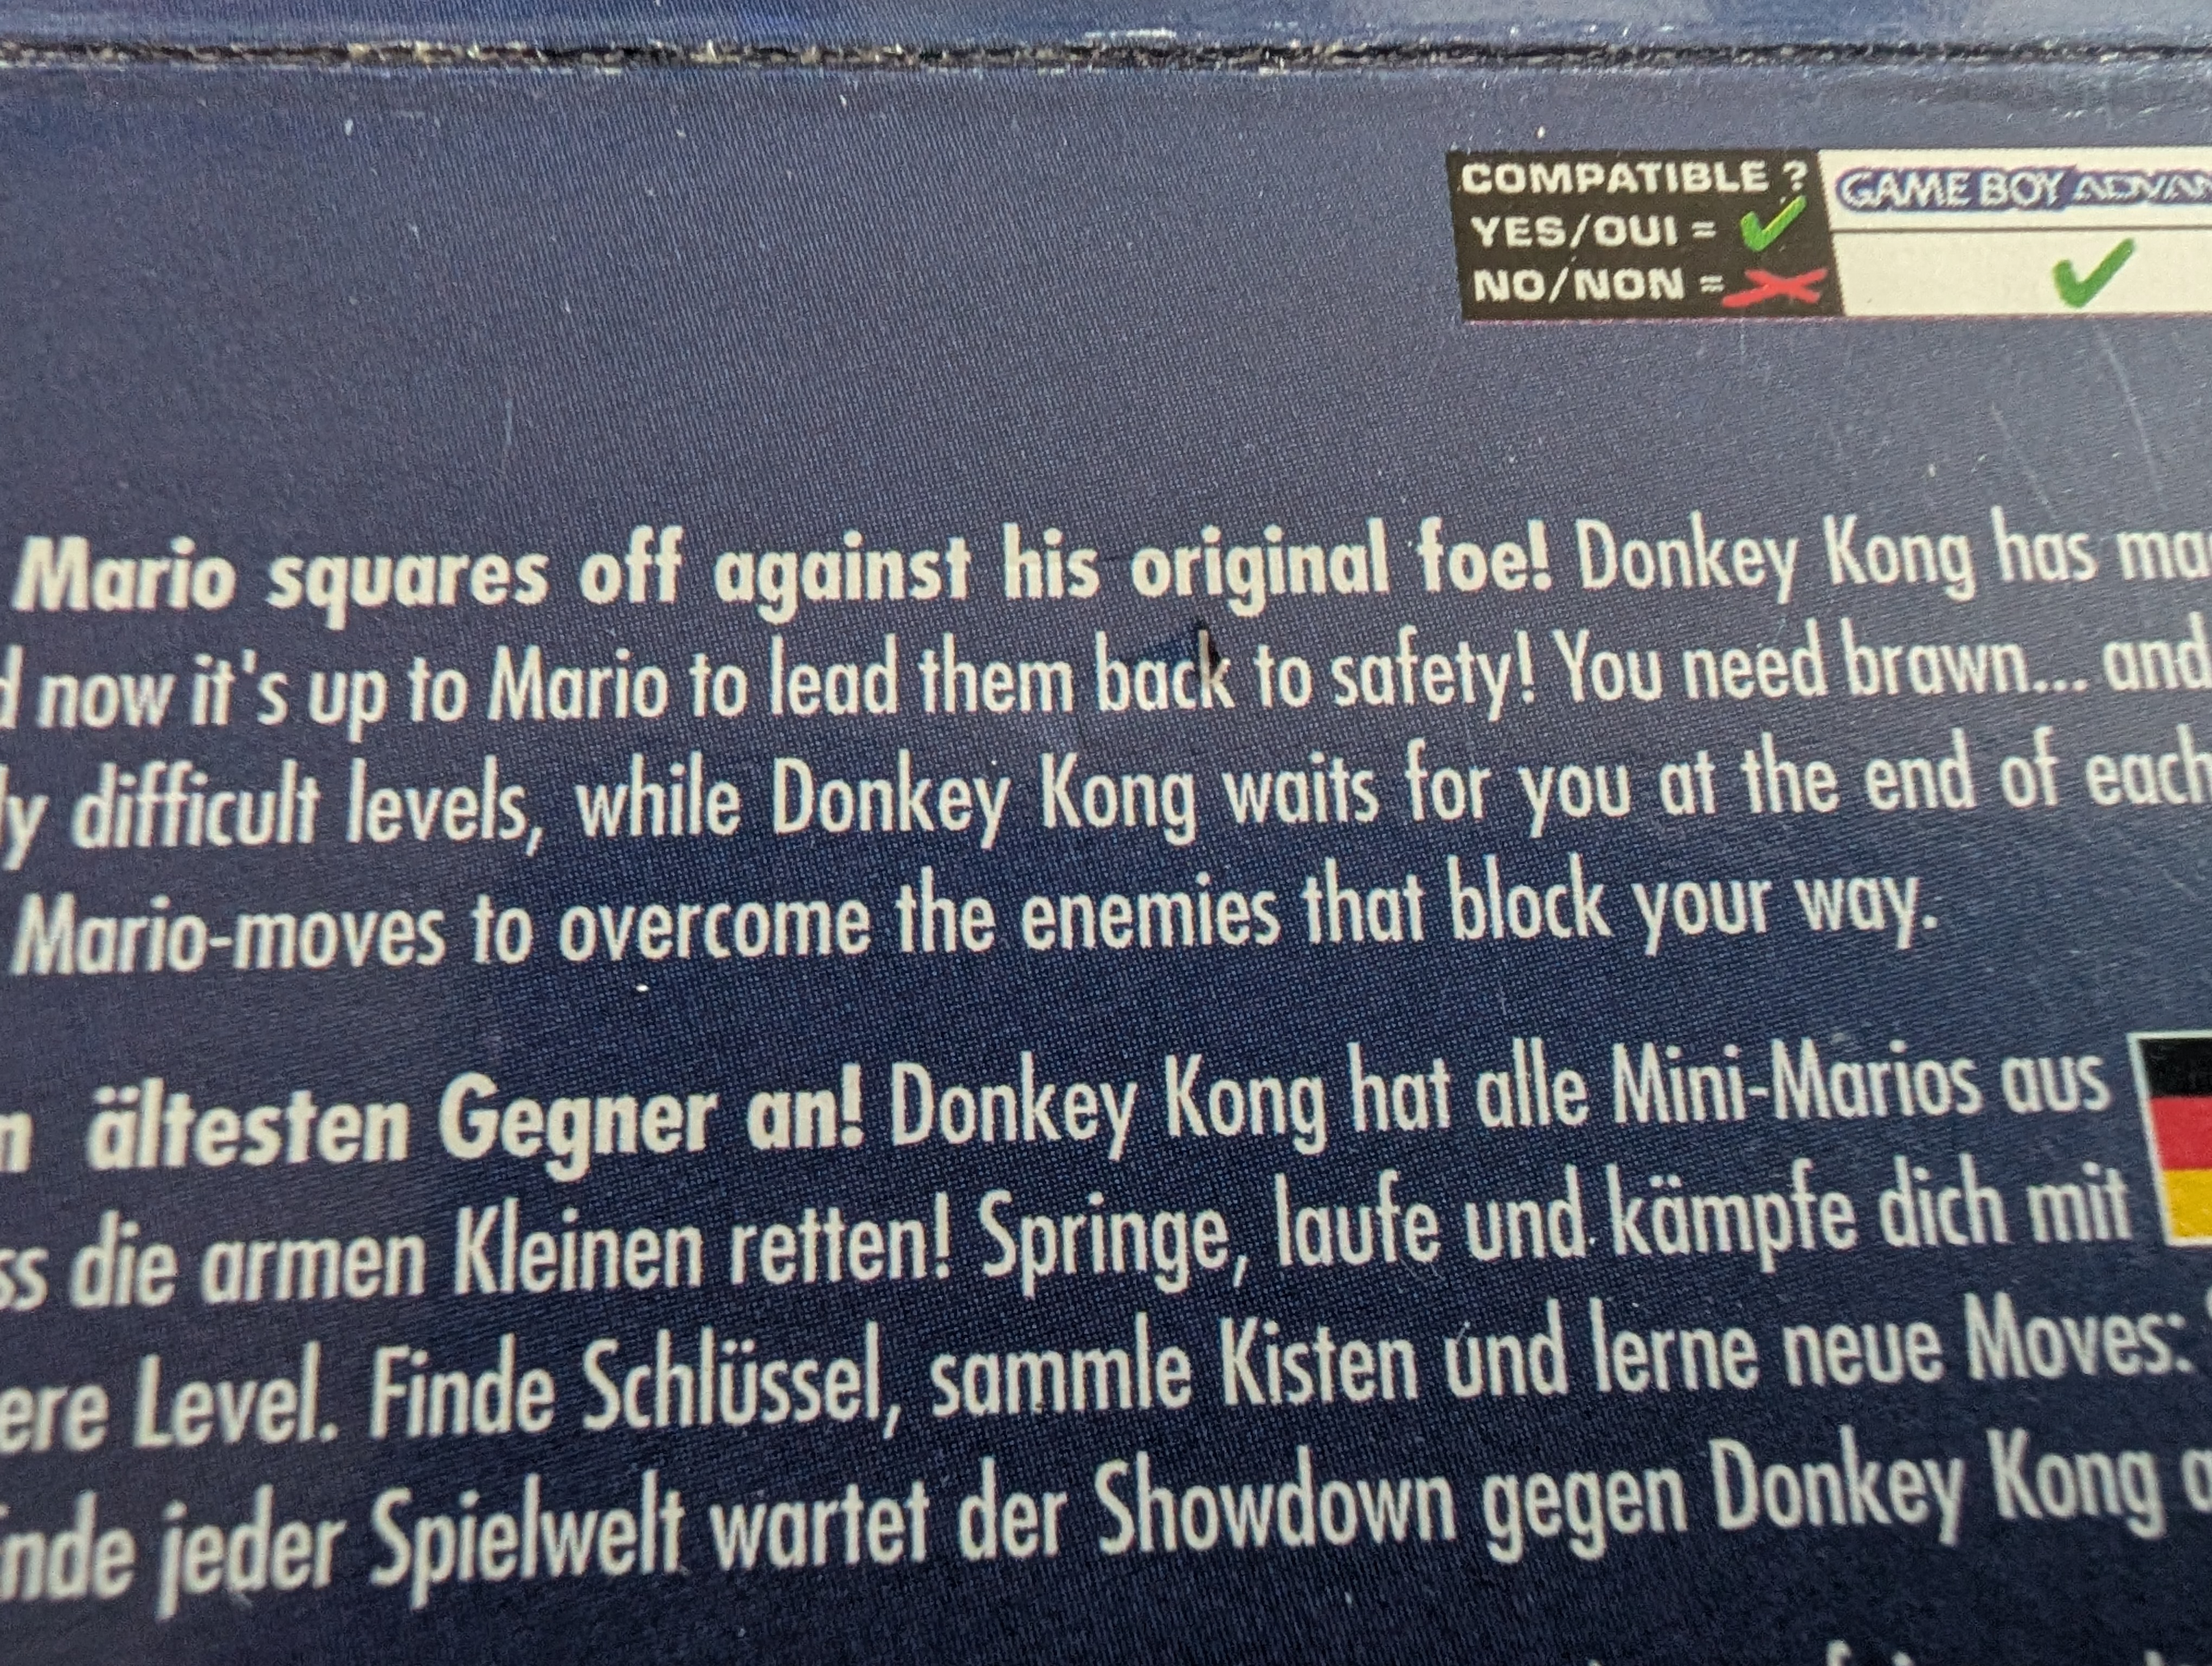 COMPATIBLE ?
YES/OUI =
NO/NON =
GAME BOY
Mario squares off against his original foe! Donkey Kong has
now it's up to Mario to lead them back to safety! You need brawn... and
difficult levels, while Donkey Kong waits for you at the end of each
Mario-moves to overcome the enemies that block your way.
ältesten Gegner an! Donkey Kong hat alle Mini-Marios aus
die armen Kleinen retten! Springe, laufe und kämpfe dich mit
Level. Finde Schlüssel, sammle Kisten und lerne neue Moves:
jeder Spielwelt wartet der Showdown gegen Donkey Kong